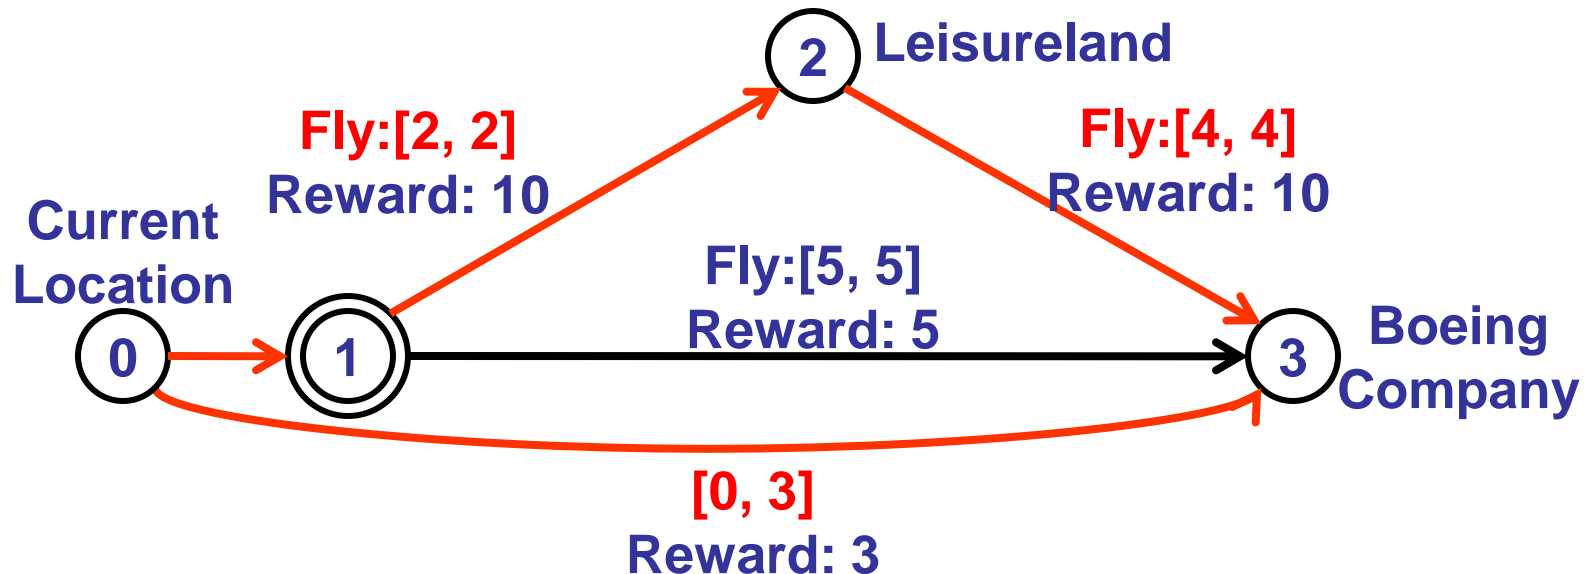 2
Leisureland
Fly:[2, 2]
Reward: 10
Fly:[4, 4]
Reward: 10
Current
Location
Fly:[5, 5]
Reward: 5
0
1
3
Boeing
Company
[0, 3]
Reward: 3